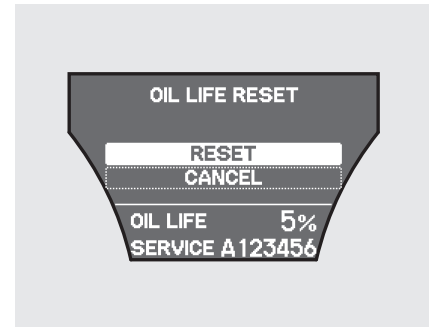 OIL LIFE RESET
RESET
CANCEL
OIL LIFE 5%
SERVICE A123456